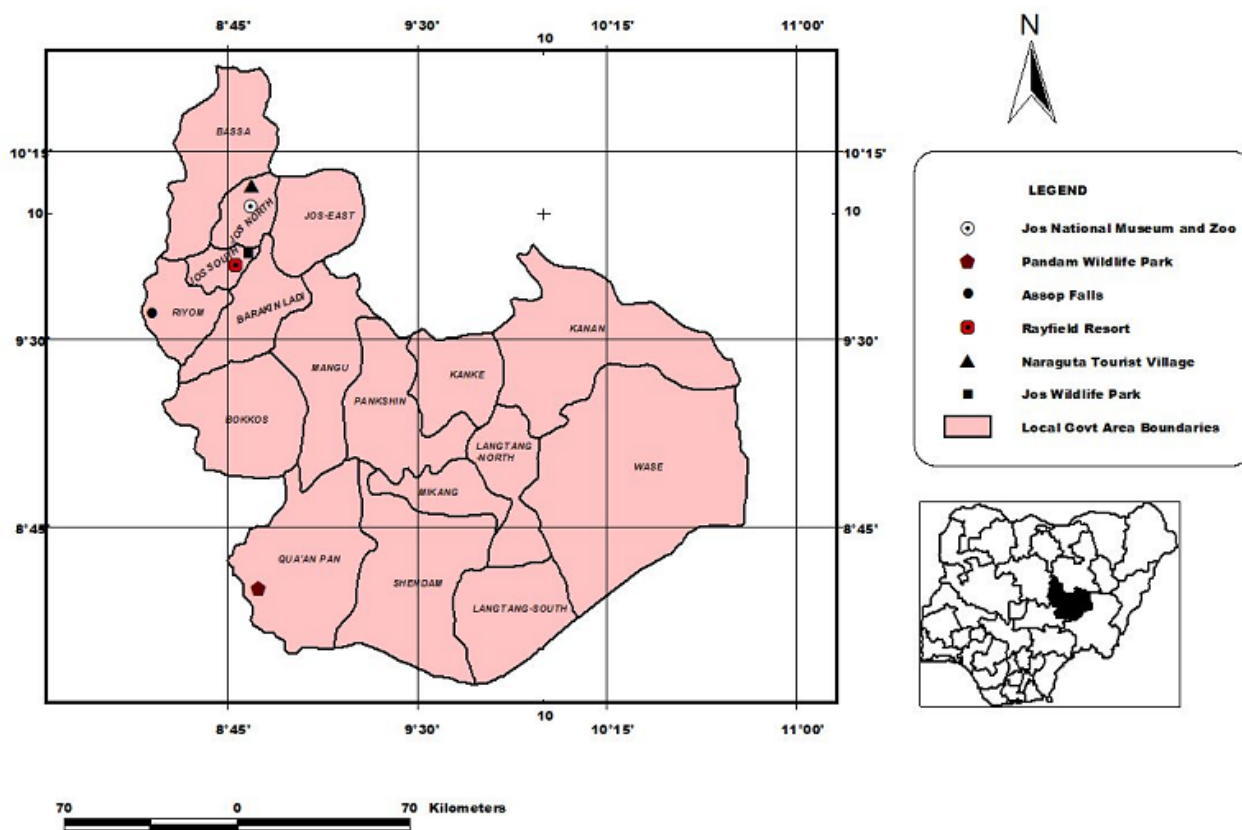 8°45' 9°30' 10°15' 11°00'
10
N
BASSA
10°15' 10°15'
LEGEND
10 JOS NORTH JOS-EAST 10
Jos National Museum and Zoo
JOS SOUTH
Pandam Wildlife Park
Assop Falls
RIYOM BARAKIN LADI
Rayfield Resort
KANAN
9°30' 9°30'
Naraguta Tourist Village
MANGU KANKE
Jos Wildlife Park
PANKSHIN
BOKKOS
Local Govt Area Boundaries
LANGTANG
-NORTH
WASE
MIKANG
8°45' 8°45'
QUA'AN PAN
SHENDAM
LANGTANG-SOUTH
8°45' 9°30' 10 10°15' 11°00'
70 0 70 Kilometers